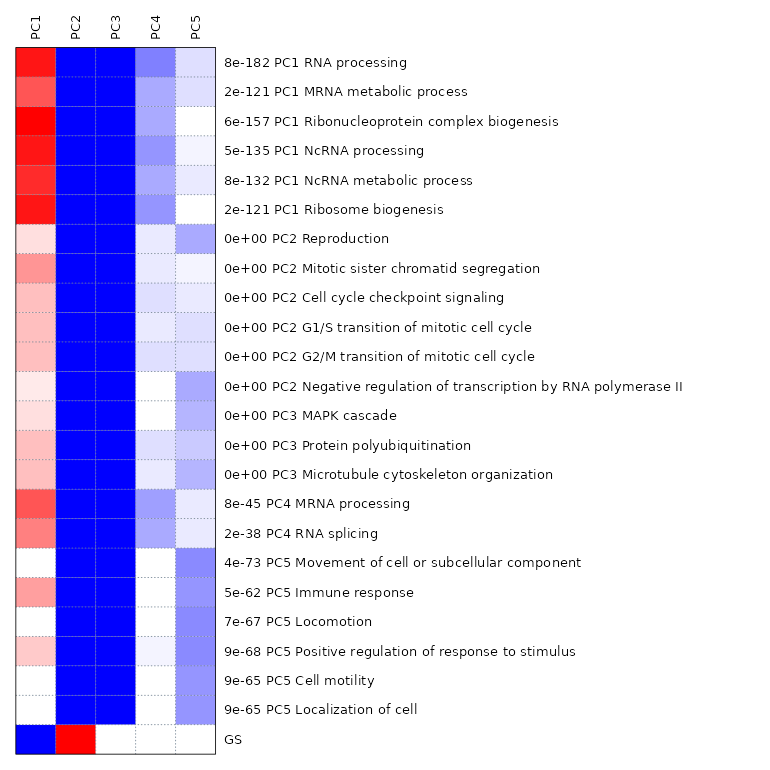 PC1 PC2 PC3 PC4 PC5
8e-182 PC1 RNA processing
2e-121 PC1 MRNA metabolic process
6e-157 PC1 Ribonucleoprotein complex biogenesis
5e-135 PC1 NcRNA processing
8e-132 PC1 NcRNA metabolic process
2e-121 PC1 Ribosome biogenesis
0e+00 PC2 Reproduction
0e+00 PC2 Mitotic sister chromatid segregation
0e+00 PC2 Cell cycle checkpoint signaling
0e+00 PC2 G1/S transition of mitotic cell cycle
0e+00 PC2 G2/M transition of mitotic cell cycle
0e+00 PC2 Negative regulation of transcription by RNA polymerase II
0e+00 PC3 MAPK cascade
0e+00 PC3 Protein polyubiquitination
0e+00 PC3 Microtubule cytoskeleton organization
8e-45 PC4 MRNA processing
2e-38 PC4 RNA splicing
4e-73 PC5 Movement of cell or subcellular component
5e-62 PC5 Immune response
7e-67 PC5 Locomotion
9e-68 PC5 Positive regulation of response to stimulus
9e-65 PC5 Cell motility
9e-65 PC5 Localization of cell
GS